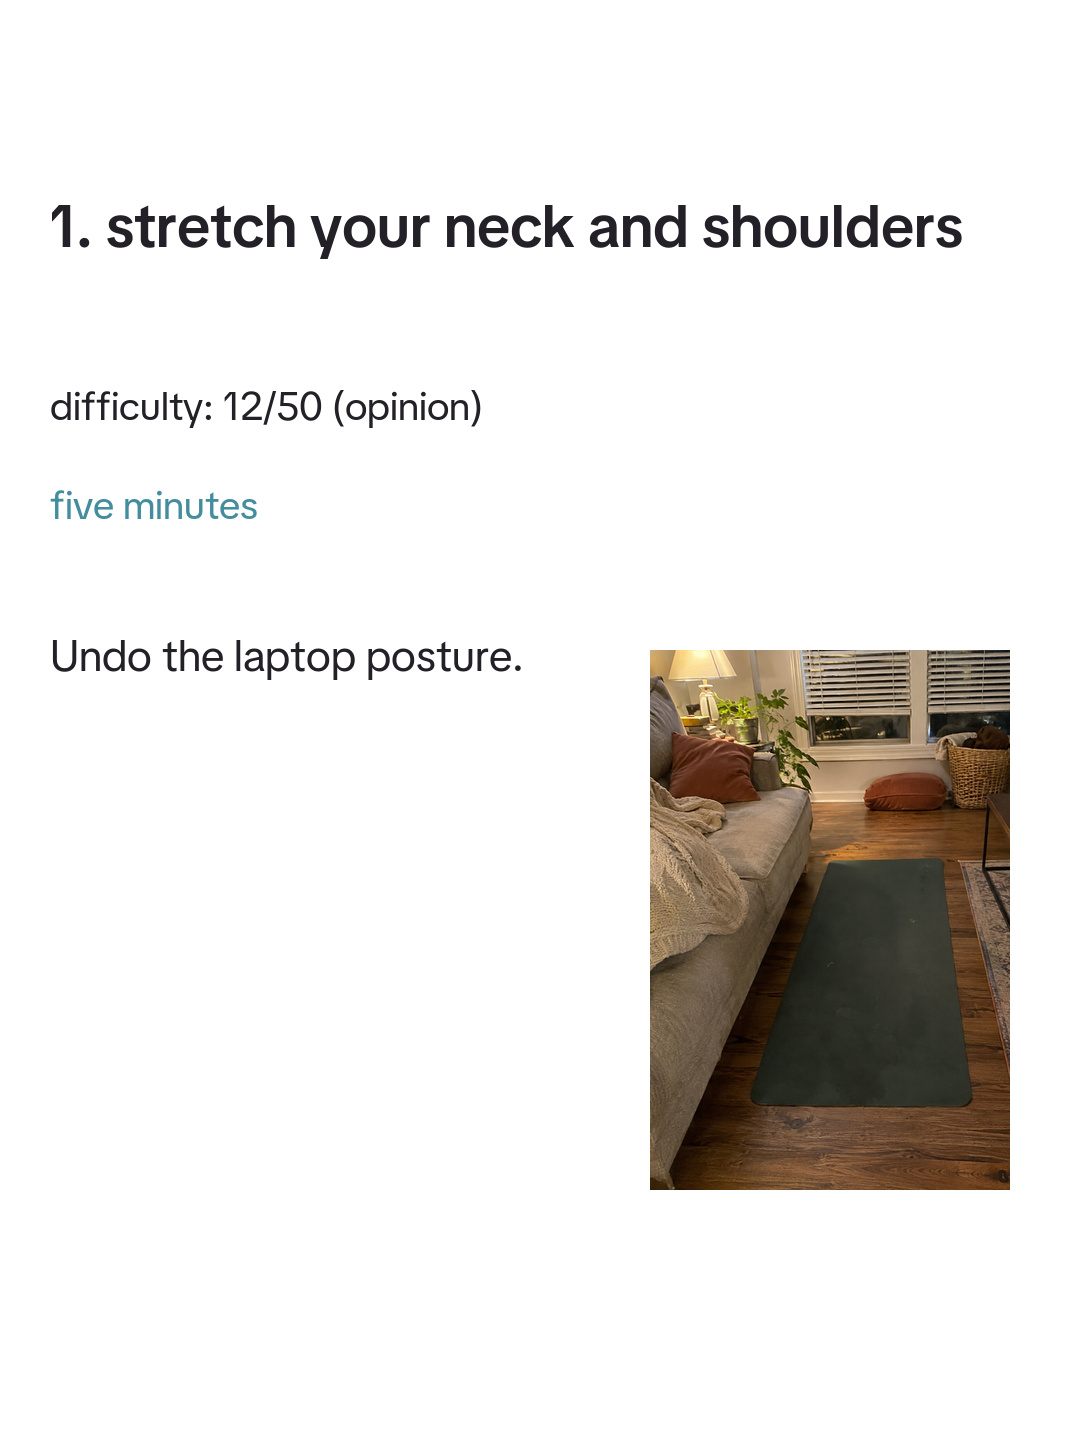 1. stretch your neck and shoulders
difficulty: 12/50 (opinion)
five minutes
Undo the laptop posture.